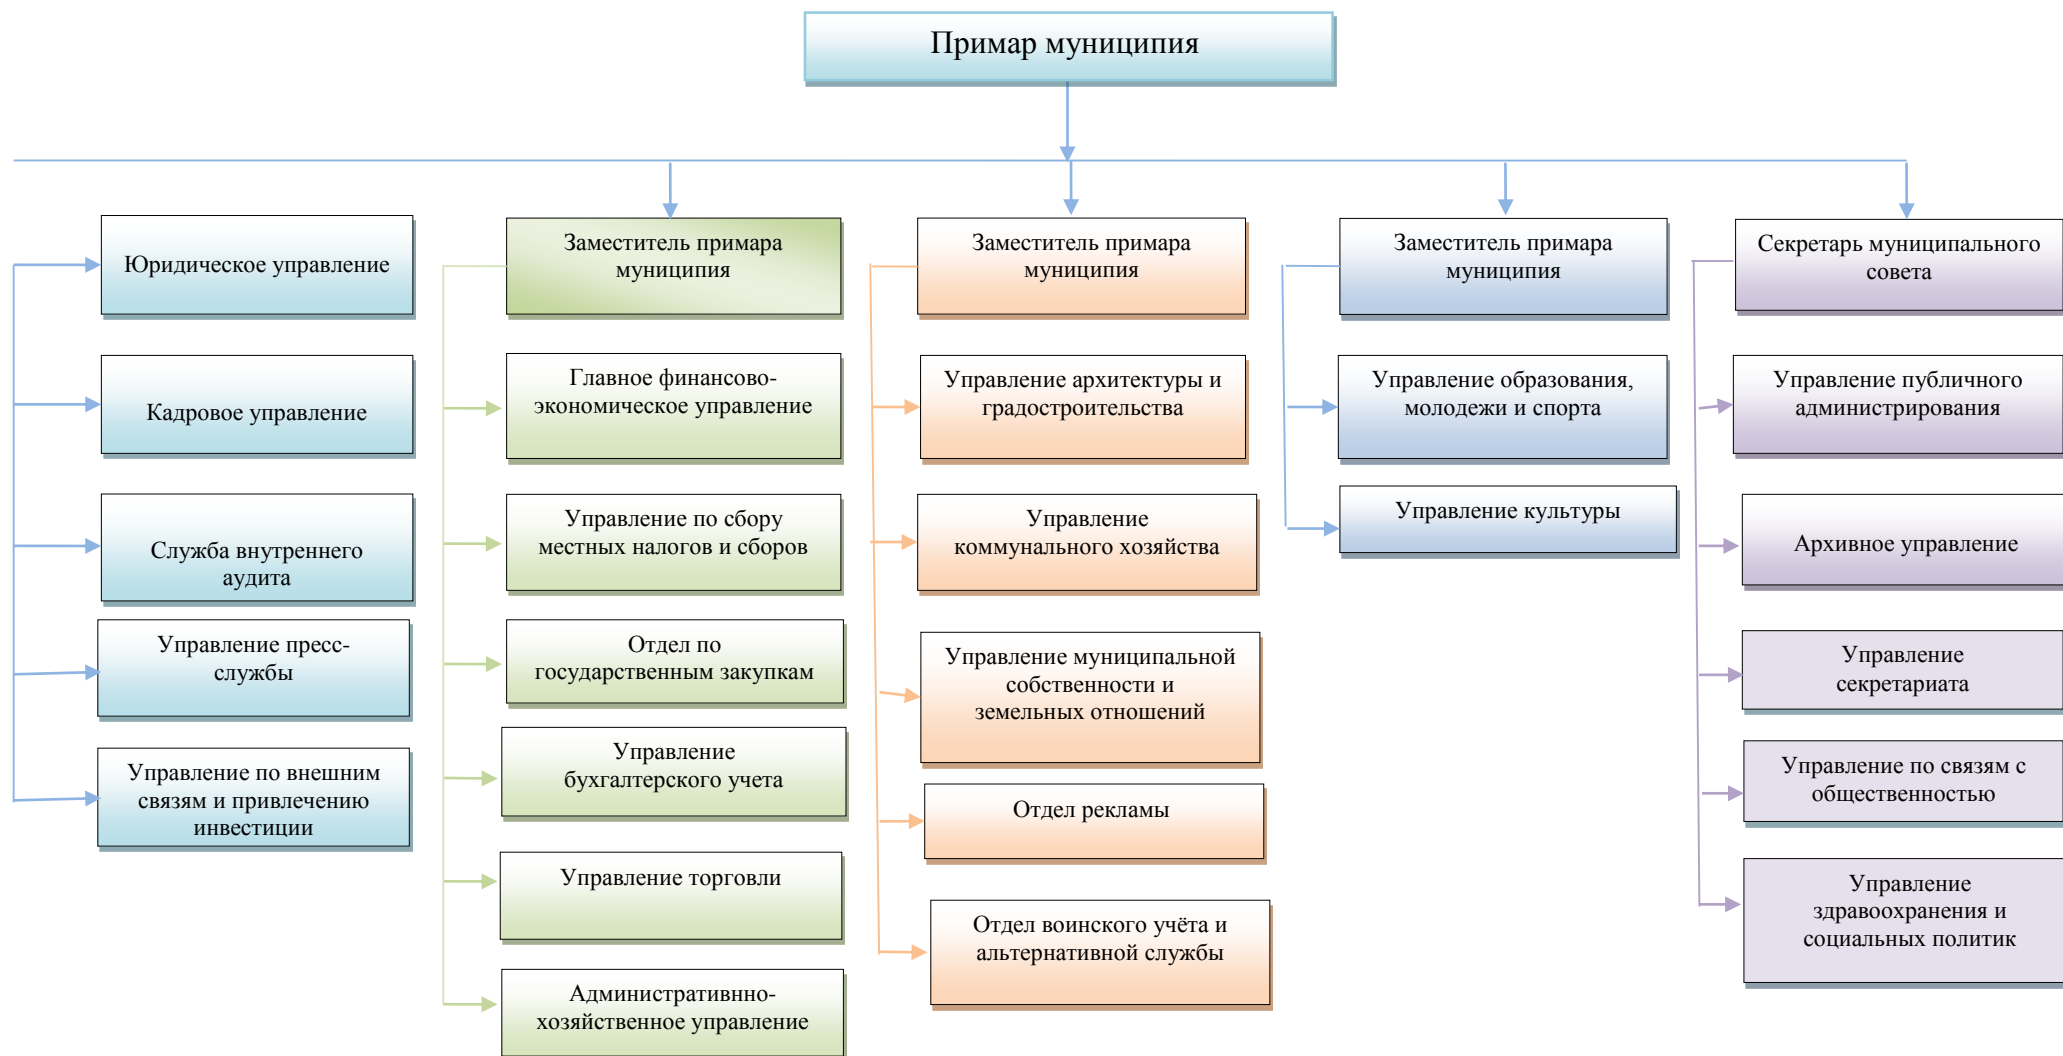 Примар муниципия
Юридическое управление
Кадровое управление
Служба внутреннего
аудита
Управление пресс-
службы
Управление по внешним
связям и привлечению
инвестиции
Заместитель примара
муниципия
Главное финансово-
экономическое управление
Управление по сбору
местных налогов и сборов
Отдел по
государственным закупкам
Управление
бухгалтерского учета
Управление торговли
Административнно-
хозяйственное управление
Заместитель примара
муниципия
Управление архитектуры и
градостроительства
Управление
коммунального хозяйства
Управление муниципальной
собственности и
земельных отношений
Отдел рекламы
Отдел воинского учёта и
альтернативной службы
Заместитель примара
муниципия
Управление образования,
молодежи и спорта
Управление культуры
Секретарь муниципального
совета
Управление публичного
администрирования
Архивное управление
Управление
секретариата
Управление по связям с
общественностью
Управление
здравоохранения и
социальных политик